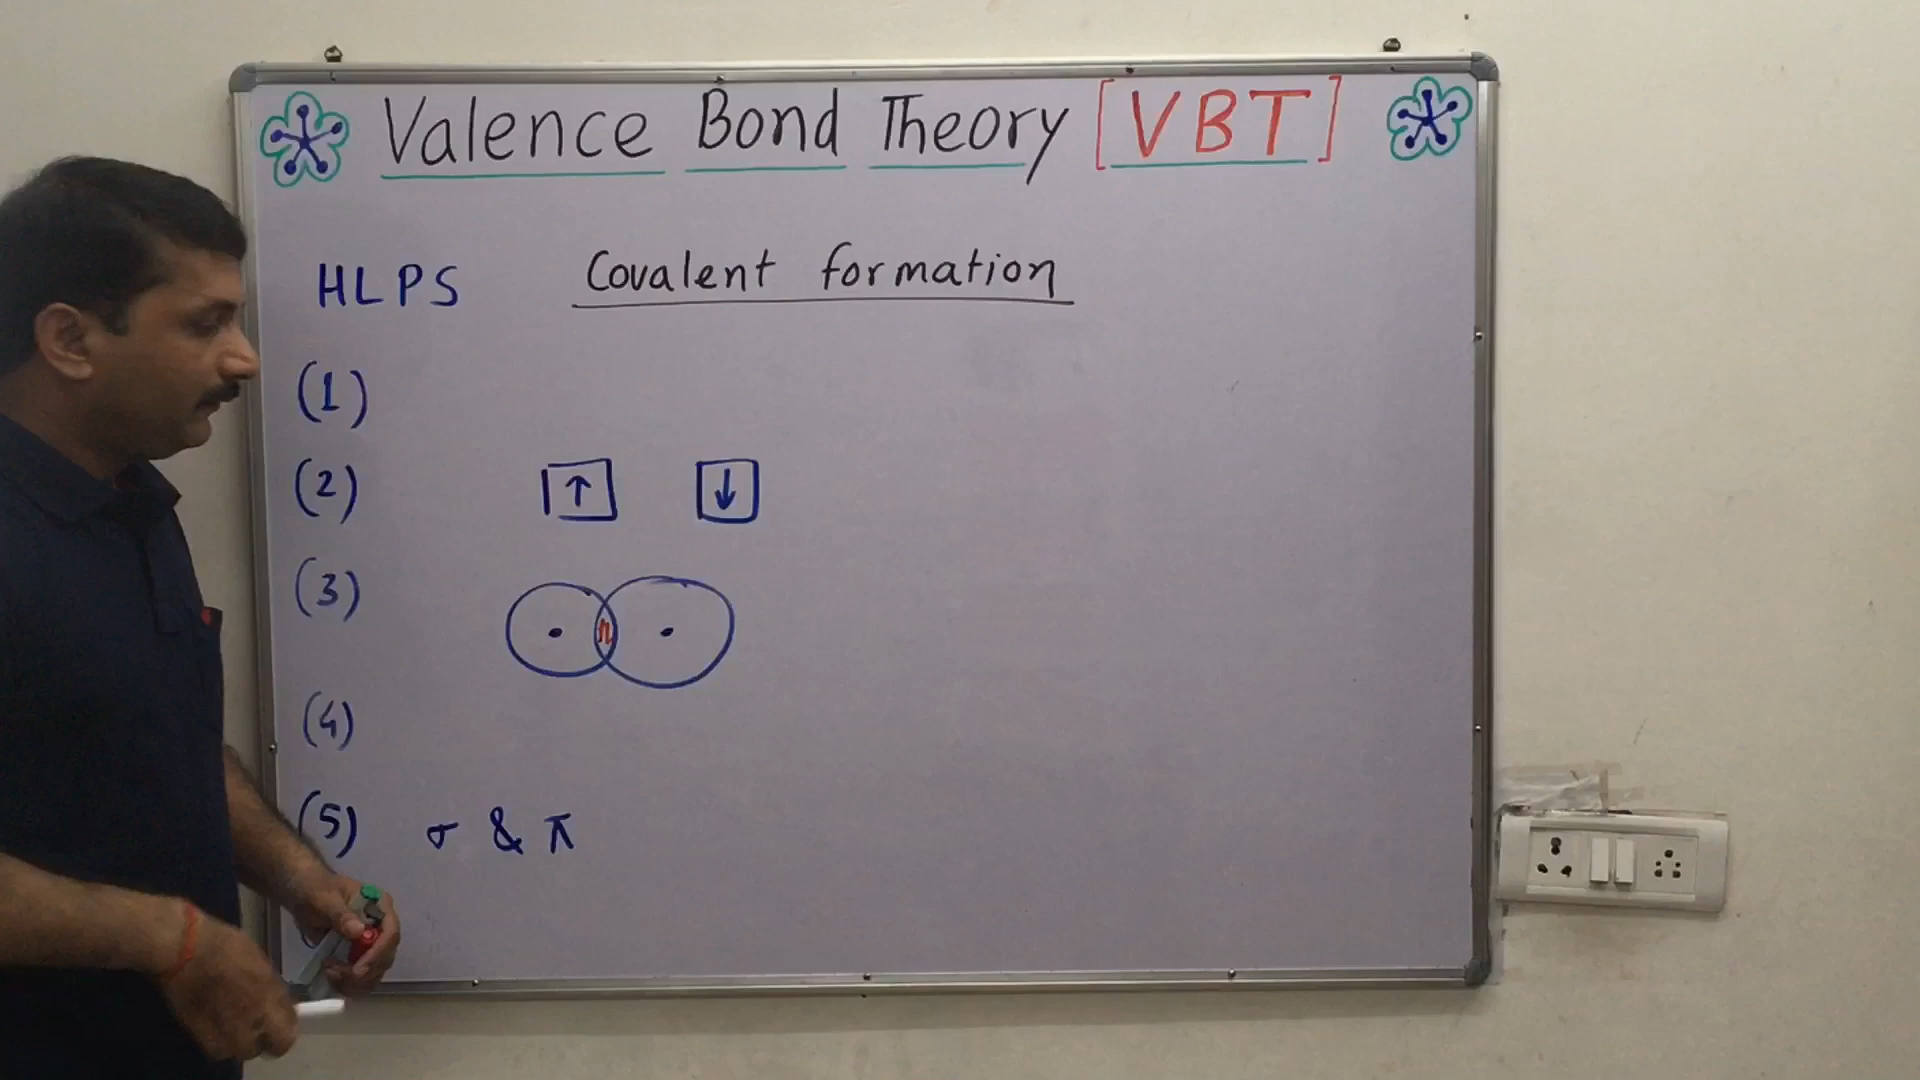 Valence Bond Theory [VBT]
HLPS Covalent formation
(1)
(2) ↑ ↓
(3)
(4)
(5) σ & π